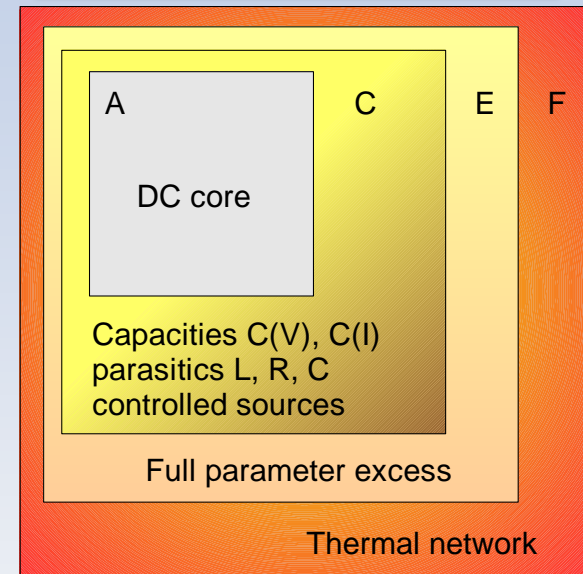 A C E F
DC core
Capacities C(V), C(I)
parasitics L, R, C
controlled sources
Full parameter excess
Thermal network